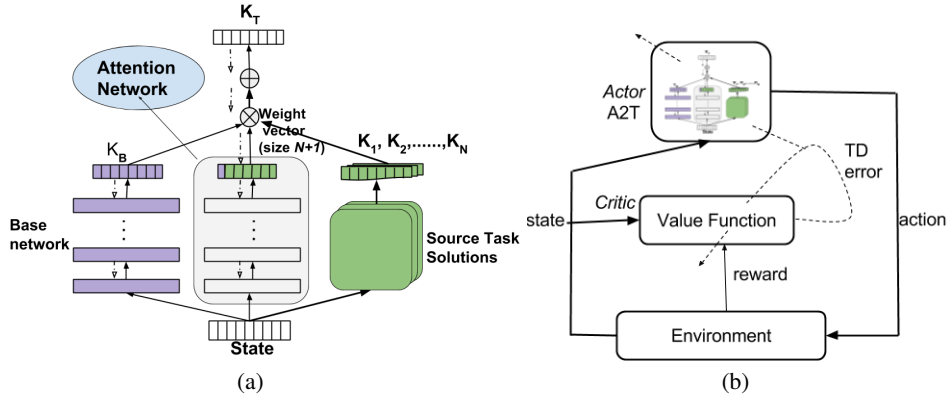 K_T
Attention
Network
Weight
vector
(size N+1)
K_1, K_2,......,K_N
K_B
Base
network
Source Task
Solutions
State
(a)
Actor
A2T
State
TD
error
Critic
state
Value Function
action
reward
Environment
(b)